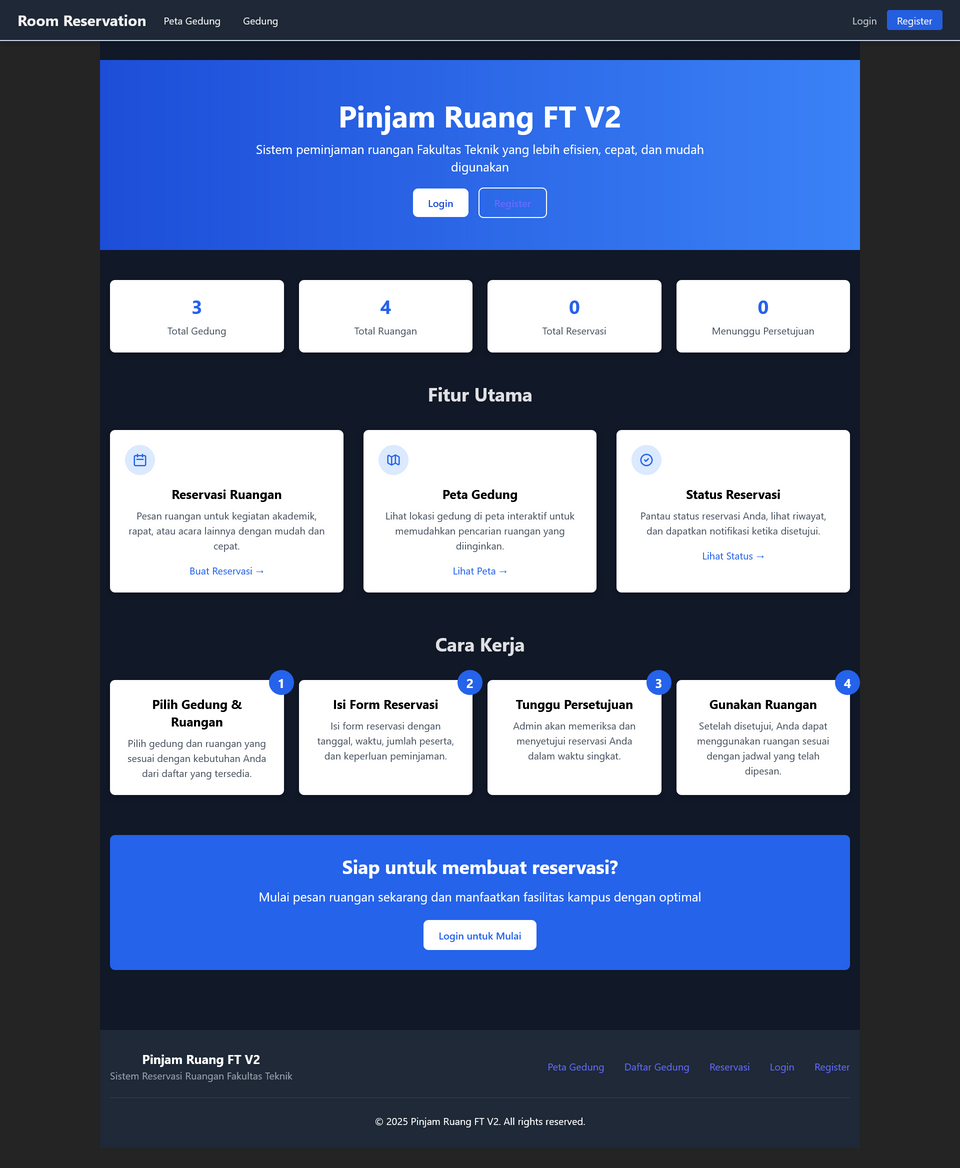 Room Reservation
Peta Gedung
Gedung
Login
Register
Pinjam Ruang FT V2
Sistem peminjaman ruangan Fakultas Teknik yang lebih efisien, cepat, dan mudah
digunakan
Login
Register
3
Total Gedung
4
Total Ruangan
0
Total Reservasi
0
Menunggu Persetujuan
Fitur Utama
Reservasi Ruangan
Pesan ruangan untuk kegiatan akademik,
rapat, atau acara lainnya dengan mudah dan
cepat.
Buat Reservasi →
Peta Gedung
Lihat lokasi gedung di peta interaktif untuk
memudahkan pencarian ruangan yang
diinginkan.
Lihat Peta →
Status Reservasi
Pantau status reservasi Anda, lihat riwayat,
dan dapatkan notifikasi ketika disetujui.
Lihat Status →
Cara Kerja
1
Pilih Gedung &
Ruangan
Pilih gedung dan ruangan yang
sesuai dengan kebutuhan Anda
dari daftar yang tersedia.
2
Isi Form Reservasi
Isi form reservasi dengan
tanggal, waktu, jumlah peserta,
dan keperluan peminjaman.
3
Tunggu Persetujuan
Admin akan memeriksa dan
menyetujui reservasi Anda
dalam waktu singkat.
4
Gunakan Ruangan
Setelah disetujui, Anda dapat
menggunakan ruangan sesuai
dengan jadwal yang telah
dipesan.
Siap untuk membuat reservasi?
Mulai pesan ruangan sekarang dan manfaatkan fasilitas kampus dengan optimal
Login untuk Mulai
Pinjam Ruang FT V2
Sistem Reservasi Ruangan Fakultas Teknik
Peta Gedung
Daftar Gedung
Reservasi
Login
Register
© 2025 Pinjam Ruang FT V2. All rights reserved.